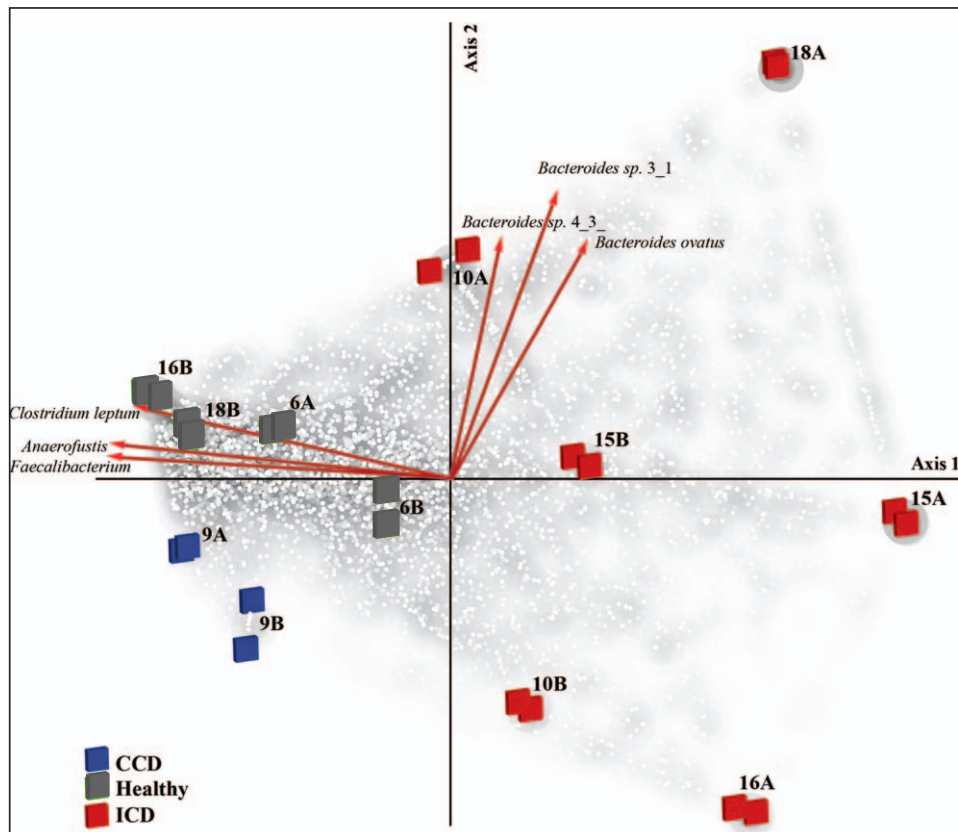 Axis 2
18A
Bacteroides sp. 3_1
Bacteroides sp. 4_3_
Bacteroides ovatus
10A
16B
Clostridium leptum
18B
6A
Anaerofustis
Faecalibacterium
15B
Axis 1
6B
15A
9A
9B
10B
CCD
Healthy
ICD
16A